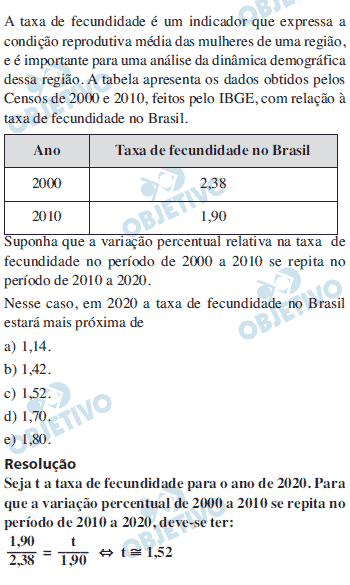 A taxa de fecundidade é um indicador que expressa a
condição reprodutiva média das mulheres de uma região,
e é importante para uma análise da dinâmica demográfica
dessa região. A tabela apresenta os dados obtidos pelos
Censos de 2000 e 2010, feitos pelo IBGE, com relação à
taxa de fecundidade no Brasil.
Ano Taxa de fecundidade no Brasil
2000 2,38
2010 1,90
Suponha que a variação percentual relativa na taxa de
fecundidade no período de 2000 a 2010 se repita no
período de 2010 a 2020.
Nesse caso, em 2020 a taxa de fecundidade no Brasil
estará mais próxima de
a) 1,14.
b) 1,42.
c) 1,52.
d) 1,70.
e) 1,80.
Resolução
Seja t a taxa de fecundidade para o ano de 2020. Para
que a variação percentual de 2000 a 2010 se repita no
período de 2010 a 2020, deve-se ter:
1,90/2,38 = t/1,90 ⇔ t ≅ 1,52
OBJETIVO
OBJETIVO
OBJETIVO
OBJETIVO
OBJETIVO
OBJETIVO